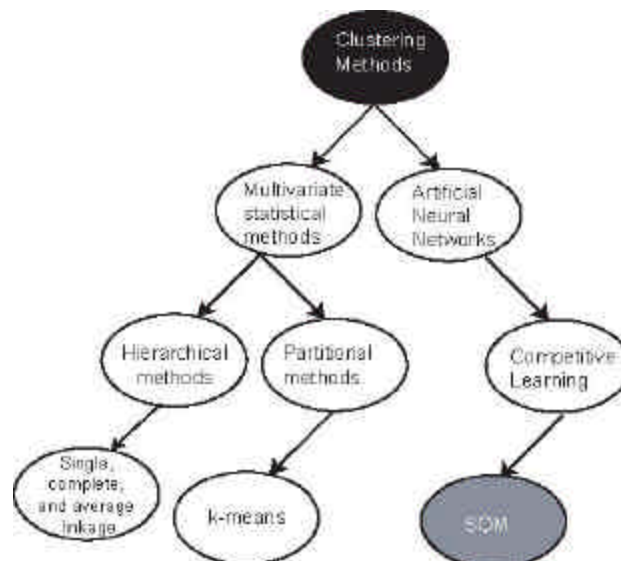 Clustering
Methods
Multivariate
statistical
methods
Artificial
Neural
Networks
Hierarchical
methods
Partitional
methods
Competitive
Learning
Single,
complete,
and average
linkage
k-means
SOM